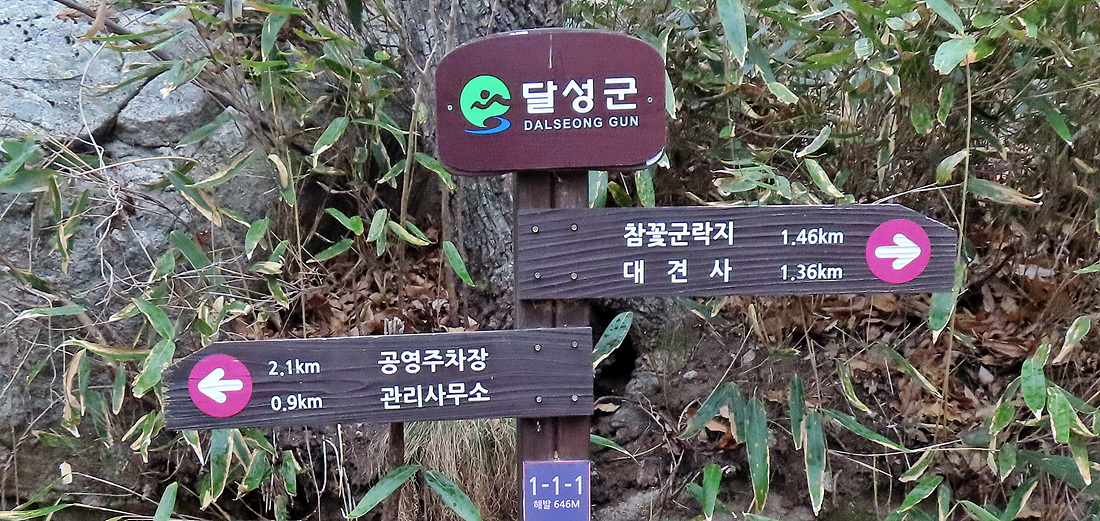 달성군
DALSEONG GUN
참꽃군락지 1.46km
대 견 사 1.36km
2.1km 공영주차장
0.9km 관리사무소
1-1-1
해발 646M